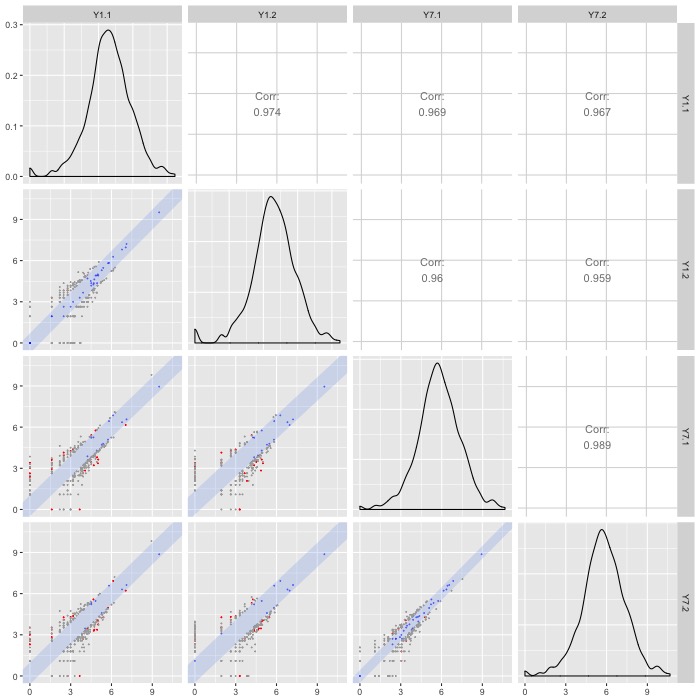 Y1.1 Y1.2 Y7.1 Y7.2
0.3
0.2
0.1
0.0
Corr:
0.974
Corr:
0.969
Corr:
0.967
Y1.1
9
6
3
0
Corr:
0.96
Corr:
0.959
Y1.2
9
6
3
0
Corr:
0.989
Y7.1
9
6
3
0
Y7.2
0 3 6 9 0 3 6 9 0 3 6 9 0 3 6 9